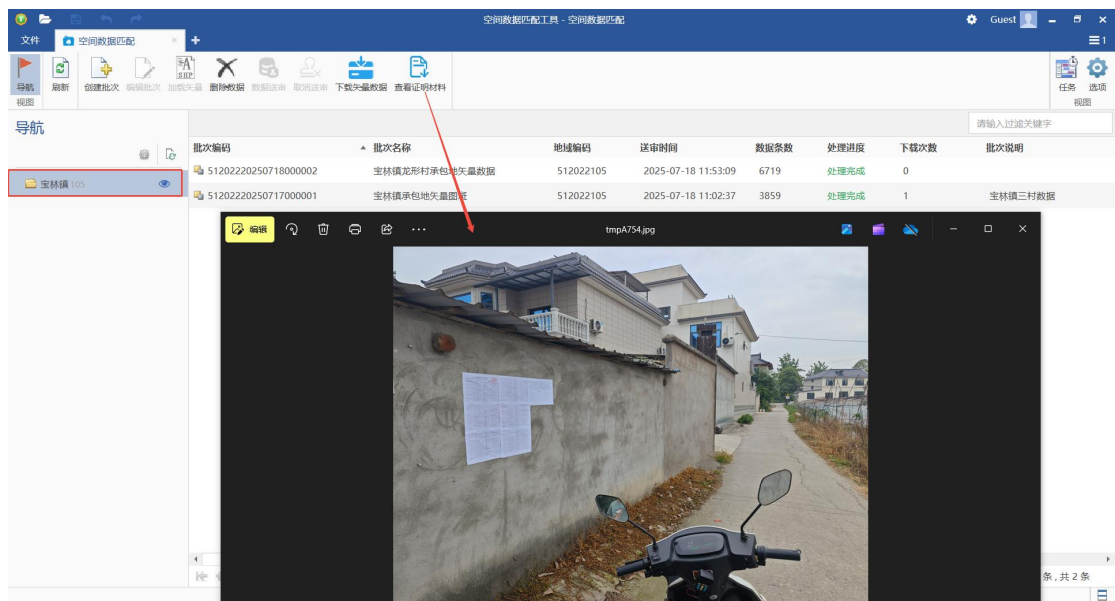 空间数据匹配工具 - 空间数据匹配
Guest
文件
空间数据匹配
1
导航
刷新
创建批次
编辑批次
SHP
加载矢量
删除数据
数据送审
取消送审
下载矢量数据
查看证明材料
任务
选项
视图
视图
导航
请输入过滤关键字
批次编码 批次名称 地域编码 送审时间 数据条数 处理进度 下载次数 批次说明
51202220250718000002 宝林镇龙形村承包地矢量数据 512022105 2025-07-18 11:53:09 6719 处理完成 0
宝林镇 105
51202220250717000001 宝林镇承包地矢量图斑 512022105 2025-07-18 11:02:37 3859 处理完成 1 宝林镇三村数据
编辑
tmpA754.jpg
条 , 共 2 条